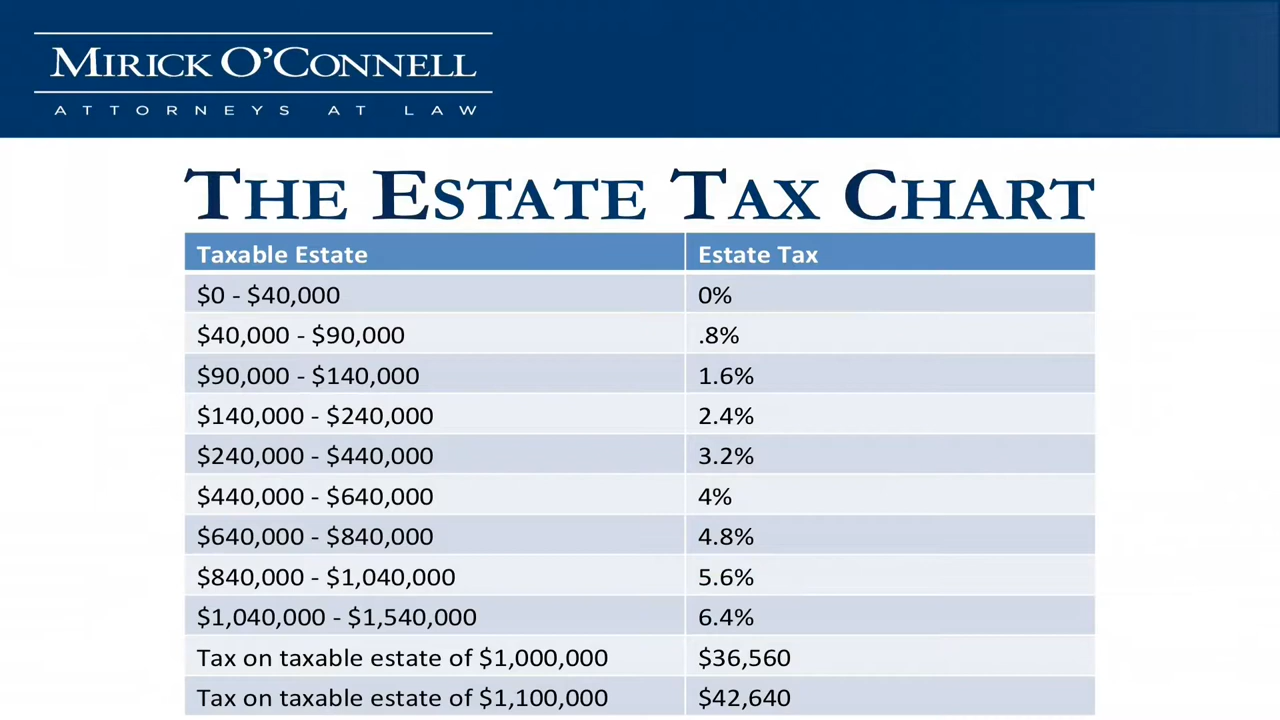 MIRICK O'CONNELL
ATTORNEYS AT LAW
THE ESTATE TAX CHART
Taxable Estate Estate Tax
$0 - $40,000 0%
$40,000 - $90,000 .8%
$90,000 - $140,000 1.6%
$140,000 - $240,000 2.4%
$240,000 - $440,000 3.2%
$440,000 - $640,000 4%
$640,000 - $840,000 4.8%
$840,000 - $1,040,000 5.6%
$1,040,000 - $1,540,000 6.4%
Tax on taxable estate of $1,000,000 $36,560
Tax on taxable estate of $1,100,000 $42,640